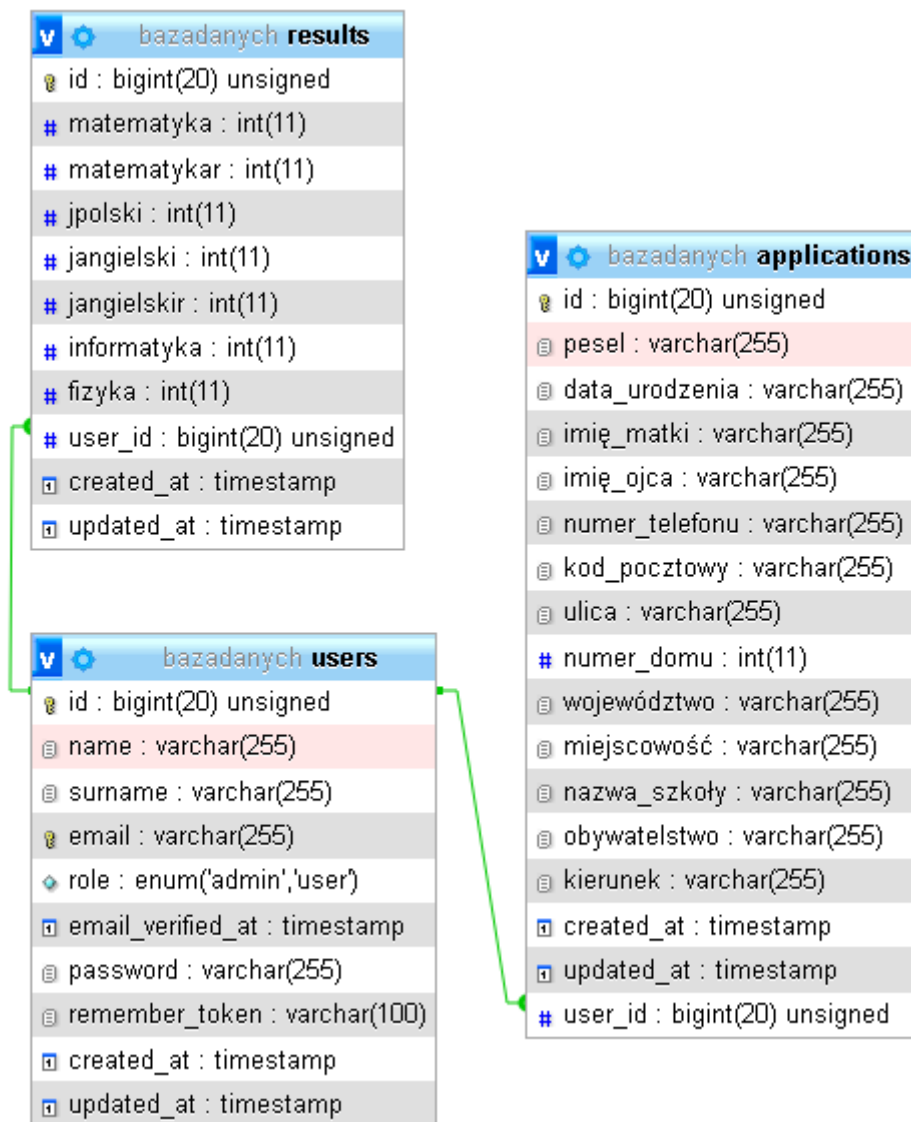 bazadanych results
id : bigint(20) unsigned
matematyka : int(11)
matematykar : int(11)
jpolski : int(11)
jangielski : int(11)
jangielskir : int(11)
informatyka : int(11)
fizyka : int(11)
user_id : bigint(20) unsigned
created_at : timestamp
updated_at : timestamp
bazadanych users
id : bigint(20) unsigned
name : varchar(255)
surname : varchar(255)
email : varchar(255)
role : enum('admin','user')
email_verified_at : timestamp
password : varchar(255)
remember_token : varchar(100)
created_at : timestamp
updated_at : timestamp
bazadanych applications
id : bigint(20) unsigned
pesel : varchar(255)
data_urodzenia : varchar(255)
imię_matki : varchar(255)
imię_ojca : varchar(255)
numer_telefonu : varchar(255)
kod_pocztowy : varchar(255)
ulica : varchar(255)
numer_domu : int(11)
województwo : varchar(255)
miejscowość : varchar(255)
nazwa_szkoły : varchar(255)
obywatelstwo : varchar(255)
kierunek : varchar(255)
created_at : timestamp
updated_at : timestamp
user_id : bigint(20) unsigned